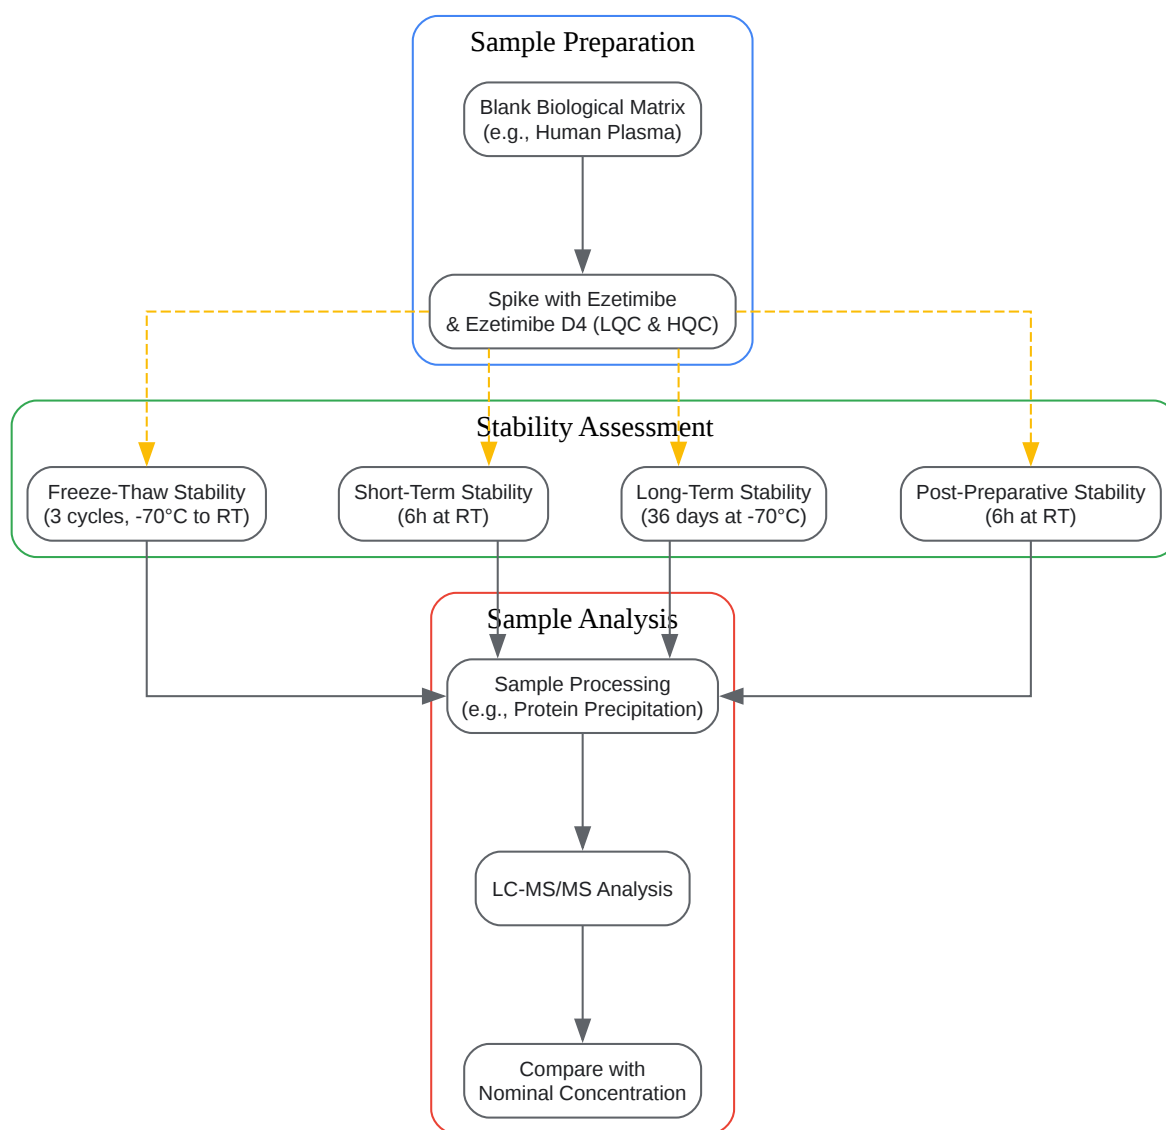 Sample Preparation
Blank Biological Matrix
(e.g., Human Plasma)
Spike with Ezetimibe
& Ezetimibe D4 (LQC & HQC)
Stability Assessment
Freeze-Thaw Stability
(3 cycles, -70°C to RT)
Short-Term Stability
(6h at RT)
Long-Term Stability
(36 days at -70°C)
Post-Preparative Stability
(6h at RT)
Sample Analysis
Sample Processing
(e.g., Protein Precipitation)
LC-MS/MS Analysis
Compare with
Nominal Concentration